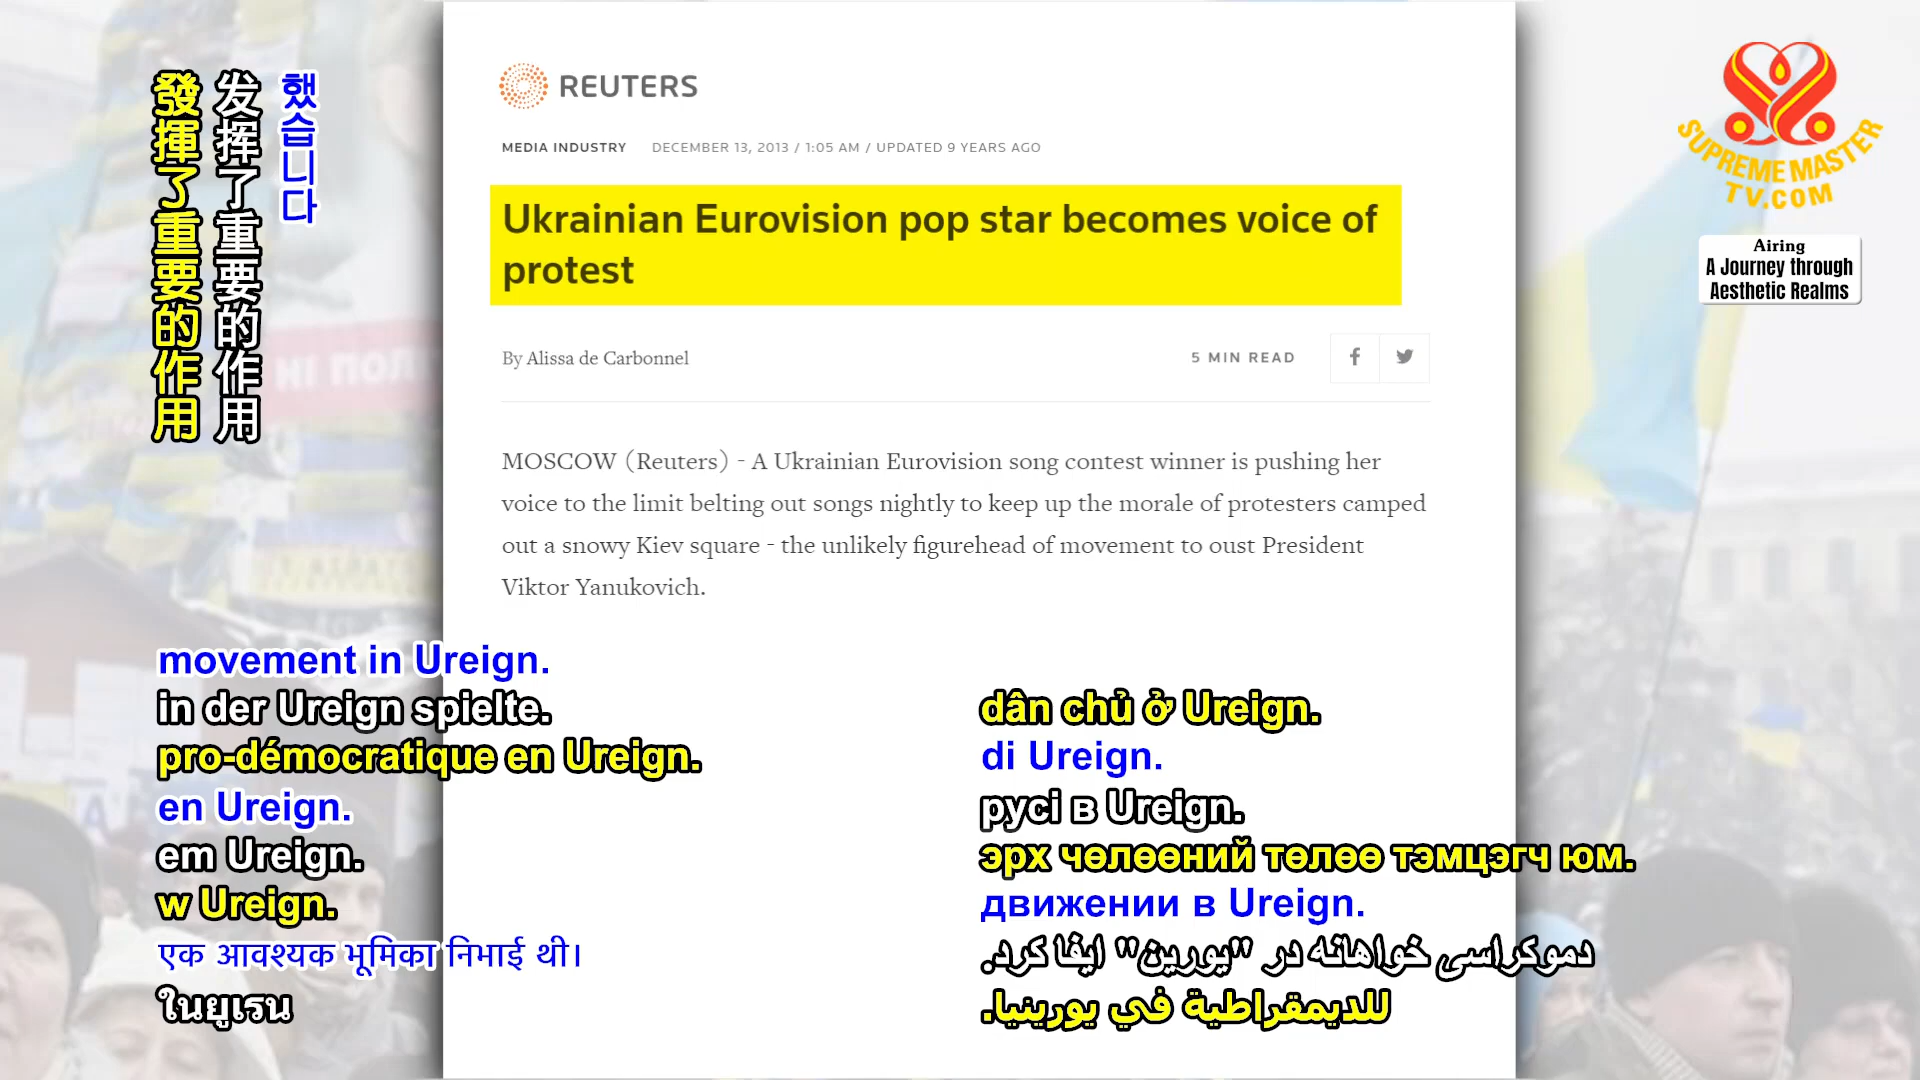 發揮了重要的作用
发挥了重要的作用
했습니다
REUTERS
MEDIA INDUSTRY DECEMBER 13, 2013 / 1:05 AM / UPDATED 9 YEARS AGO
Ukrainian Eurovision pop star becomes voice of
protest
By Alissa de Carbonnel
5 MIN READ
MOSCOW (Reuters) - A Ukrainian Eurovision song contest winner is pushing her
voice to the limit belting out songs nightly to keep up the morale of protesters camped
out a snowy Kiev square - the unlikely figurehead of movement to oust President
Viktor Yanukovich.
SUPREME MASTER
TV.COM
Airing
A Journey through
Aesthetic Realms
movement in Ureign.
in der Ureign spielte.
pro-démocratique en Ureign.
en Ureign.
em Ureign.
w Ureign.
एक आवश्यक भूमिका निभाई थी।
ในยูเรน
dân chủ ở Ureign.
di Ureign.
русі в Ureign.
эрх чөлөөний төлөө тэмцэгч юм.
движении в Ureign.
دموکراسی خواهانه در "یورین" ایفا کرد.
للديمقراطية في يورينيا.
НІ ПОЛ